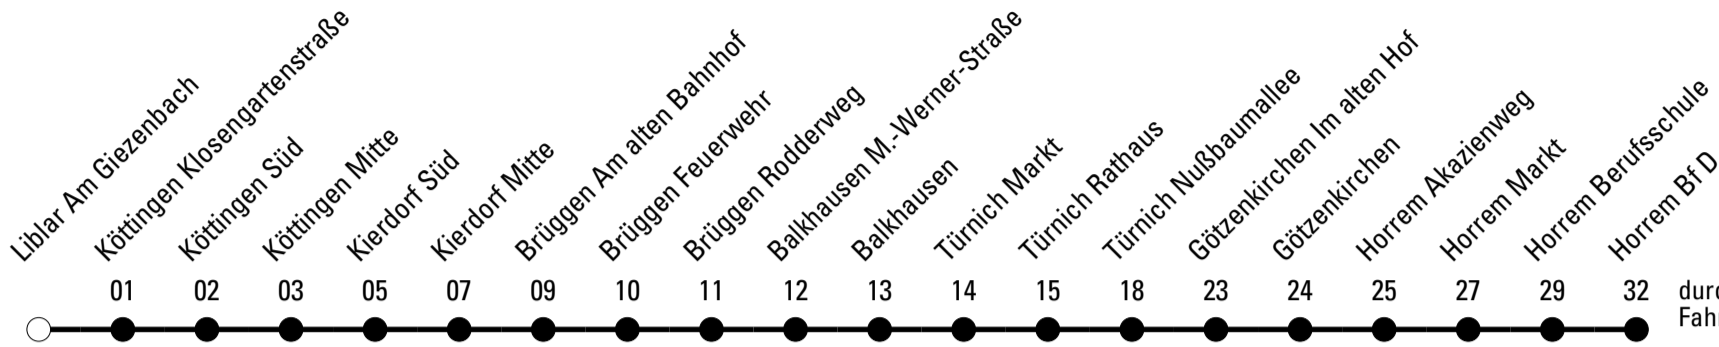 Liblar Am Giezenbach
Köttingen Klosengartenstraße
Köttingen Süd
Köttingen Mitte
Kierdorf Süd
Kierdorf Mitte
Brüggen Am alten Bahnhof
Brüggen Feuerwehr
Brüggen Rodderweg
Balkhausen M.-Werner-Straße
Balkhausen
Türnich Markt
Türnich Rathaus
Türnich Nußbaumallee
Götzenkirchen Im alten Hof
Götzenkirchen
Horrem Akazienweg
Horrem Markt
Horrem Berufsschule
Horrem Bf D
01 02 03 05 07 09 10 11 12 13 14 15 18 23 24 25 27 29 32